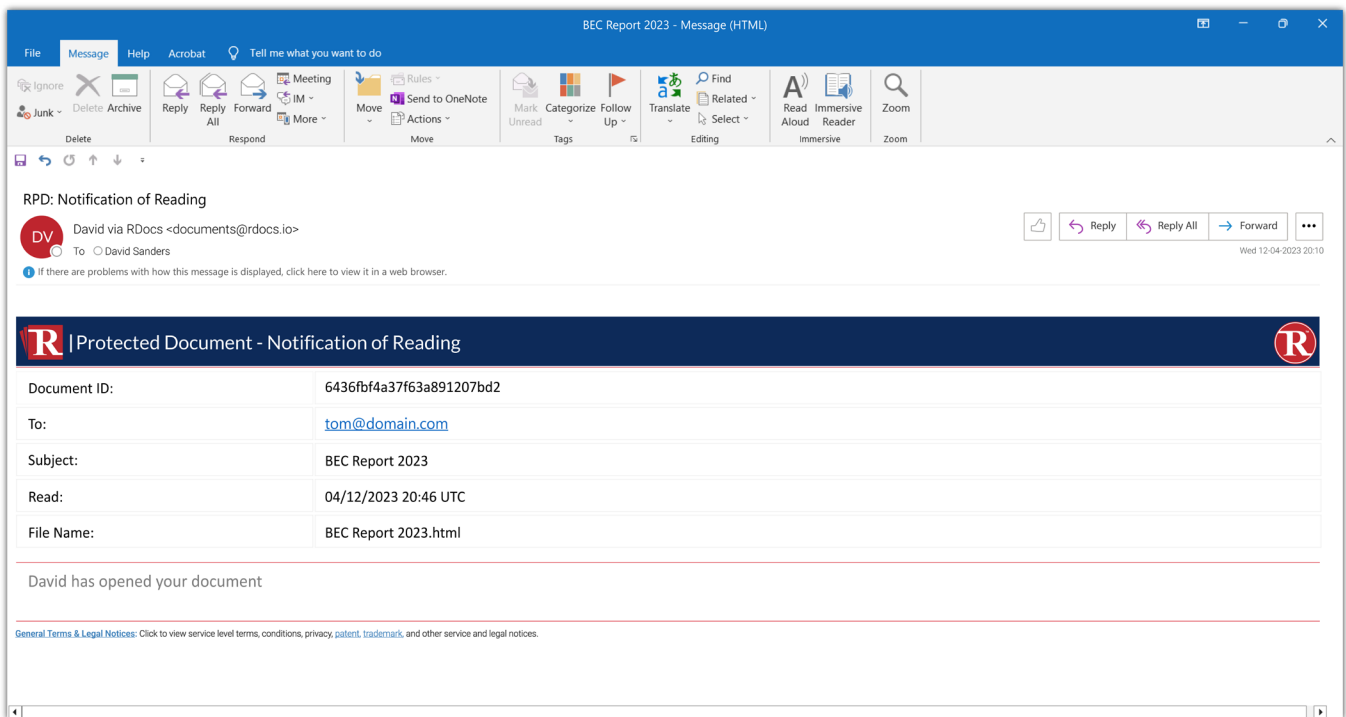 BEC Report 2023 - Message (HTML)
File Message Help Acrobat Tell me what you want to do
Ignore
Junk
Delete Archive
Delete
Reply Reply All Forward
Meeting
IM
More
Respond
Move
Rules
Send to OneNote
Actions
Move
Mark Unread Categorize Follow Up
Tags
Translate
Find
Related
Select
Editing
Read Aloud Immersive Reader
Immersive
Zoom
Zoom
RPD: Notification of Reading
DV
David via RDocs <documents@rdocs.io>
To David Sanders
Reply Reply All Forward
Wed 12-04-2023 20:10
If there are problems with how this message is displayed, click here to view it in a web browser.
R |Protected Document - Notification of Reading R
Document ID: 6436fbf4a37f63a891207bd2
To: tom@domain.com
Subject: BEC Report 2023
Read: 04/12/2023 20:46 UTC
File Name: BEC Report 2023.html
David has opened your document
General Terms & Legal Notices: Click to view service level terms, conditions, privacy, patent, trademark, and other service and legal notices.